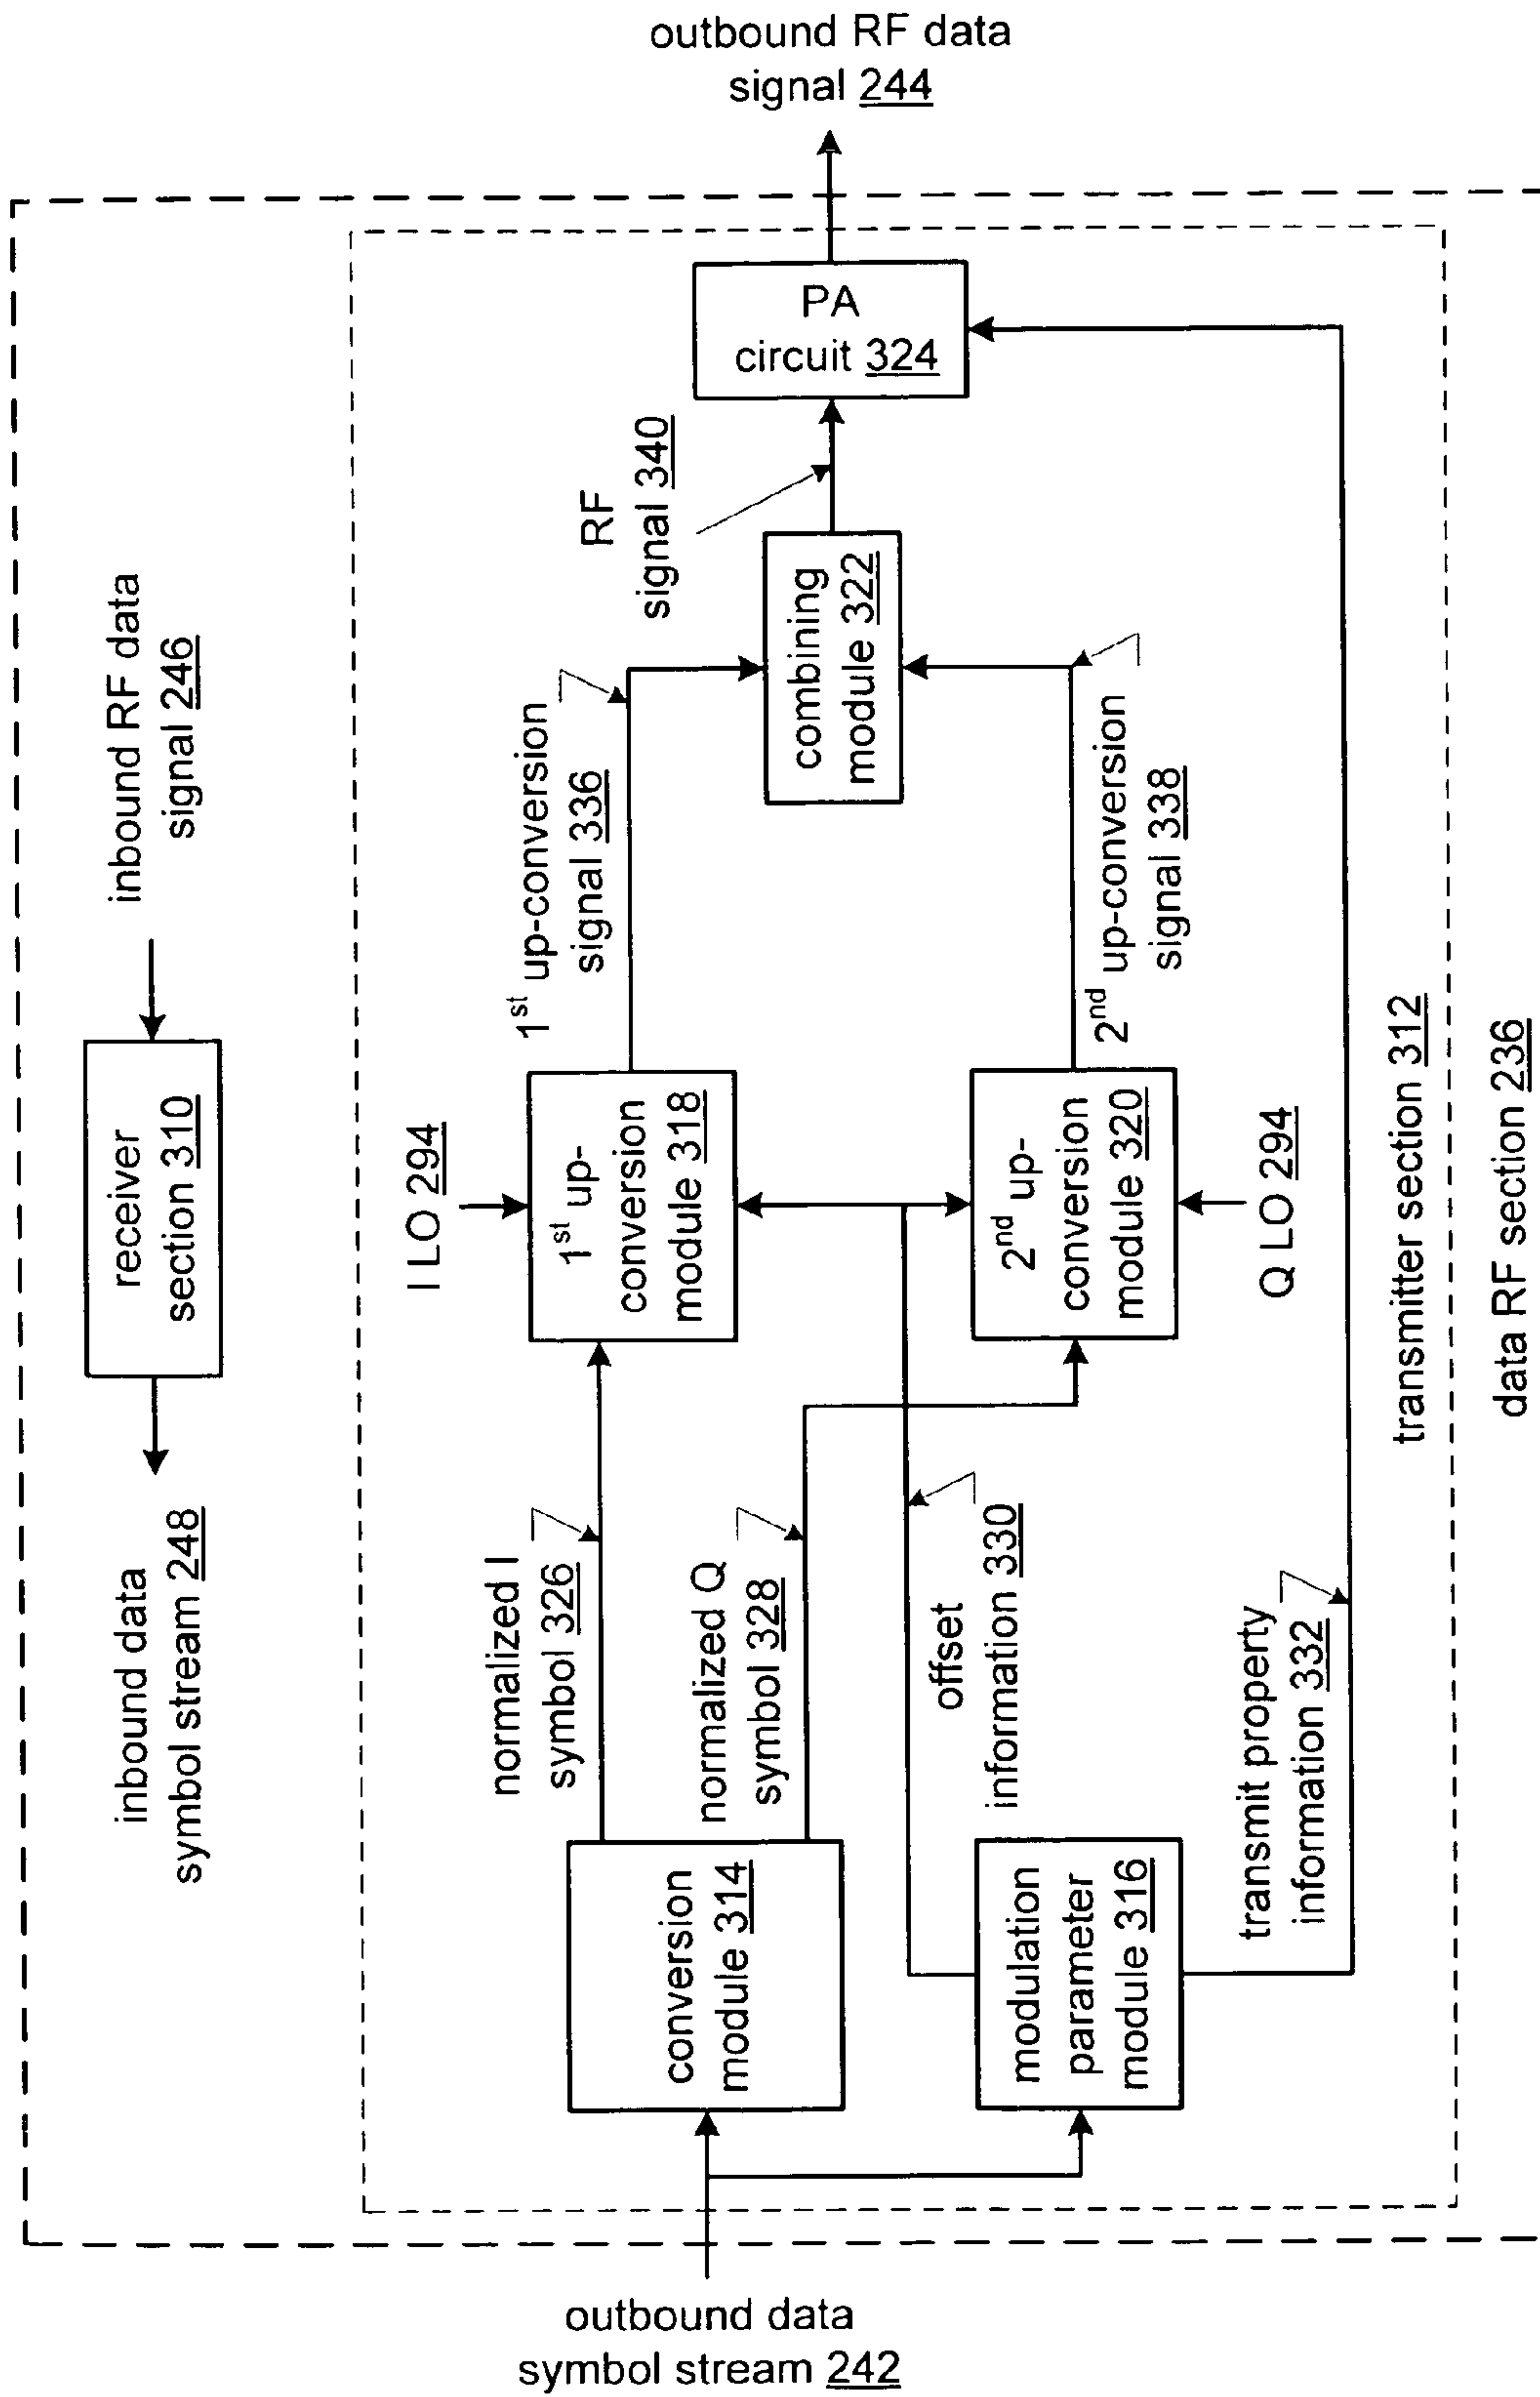 inbound data
symbol stream 248
receiver
section 310
inbound RF data
signal 246
outbound data
symbol stream 242
conversion
module 314
modulation
parameter
module 316
normalized I
symbol 326
normalized Q
symbol 328
offset
information 330
transmit property
information 332
I LO 294
1st up-
conversion
module 318
2nd up-
conversion
module 320
Q LO 294
1st up-conversion
signal 336
2nd up-conversion
signal 338
combining
module 322
RF
signal 340
PA
circuit 324
outbound RF data
signal 244
transmitter section 312
data RF section 236